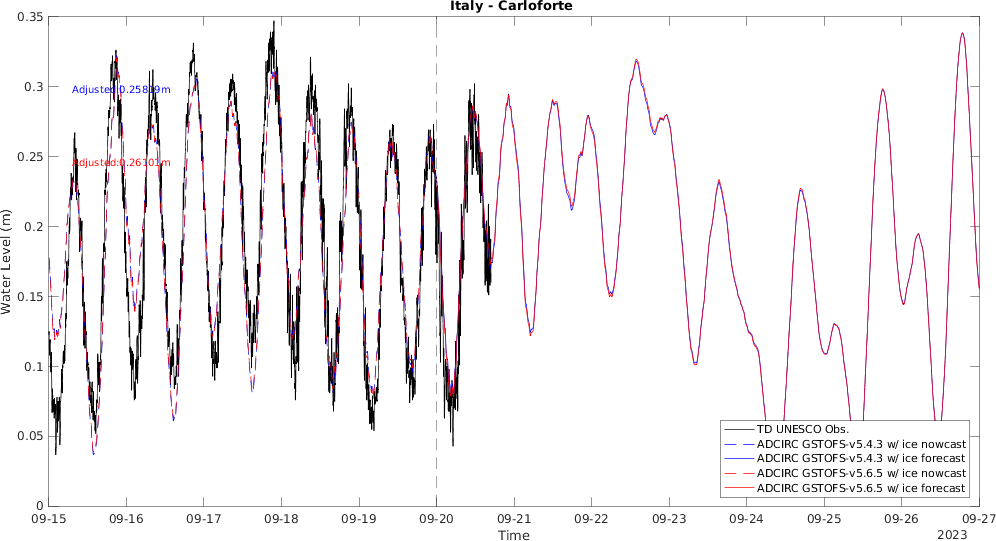 Italy - Carloforte
0.35
0.3
0.25
0.2
0.15
0.1
0.05
0
Water Level (m)
Adjusted:0.25819m
Adjusted:0.26101m
TD UNESCO Obs.
ADCIRC GSTOFS-v5.4.3 w/ ice nowcast
ADCIRC GSTOFS-v5.4.3 w/ ice forecast
ADCIRC GSTOFS-v5.6.5 w/ ice nowcast
ADCIRC GSTOFS-v5.6.5 w/ ice forecast
09-15 09-16 09-17 09-18 09-19 09-20 09-21 09-22 09-23 09-24 09-25 09-26 09-27
Time
2023